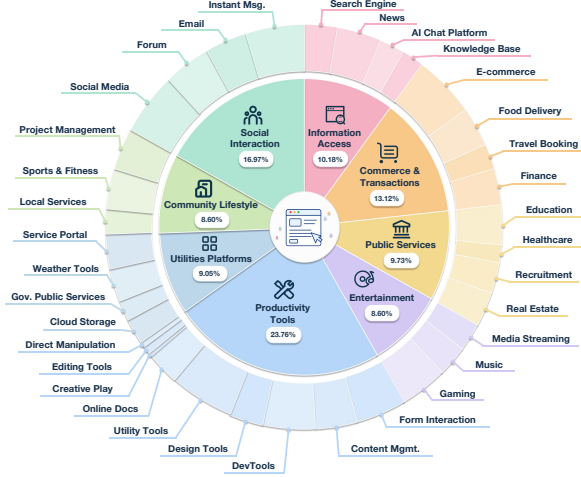 Instant Msg.
Search Engine
Email
News
AI Chat Platform
Forum
Knowledge Base
E-commerce
Social Media
Food Delivery
Project Management
Travel Booking
Sports & Fitness
Finance
Local Services
Education
Service Portal
Healthcare
Weather Tools
Recruitment
Gov. Public Services
Real Estate
Cloud Storage
Media Streaming
Direct Manipulation
Music
Editing Tools
Gaming
Creative Play
Online Docs
Form Interaction
Utility Tools
Content Mgmt.
Design Tools
DevTools
Social
Interaction
16.97%
Information
Access
10.18%
Commerce &
Transactions
13.12%
Community Lifestyle
8.60%
Public Services
9.73%
Utilities Platforms
9.05%
Entertainment
8.60%
Productivity
Tools
23.76%